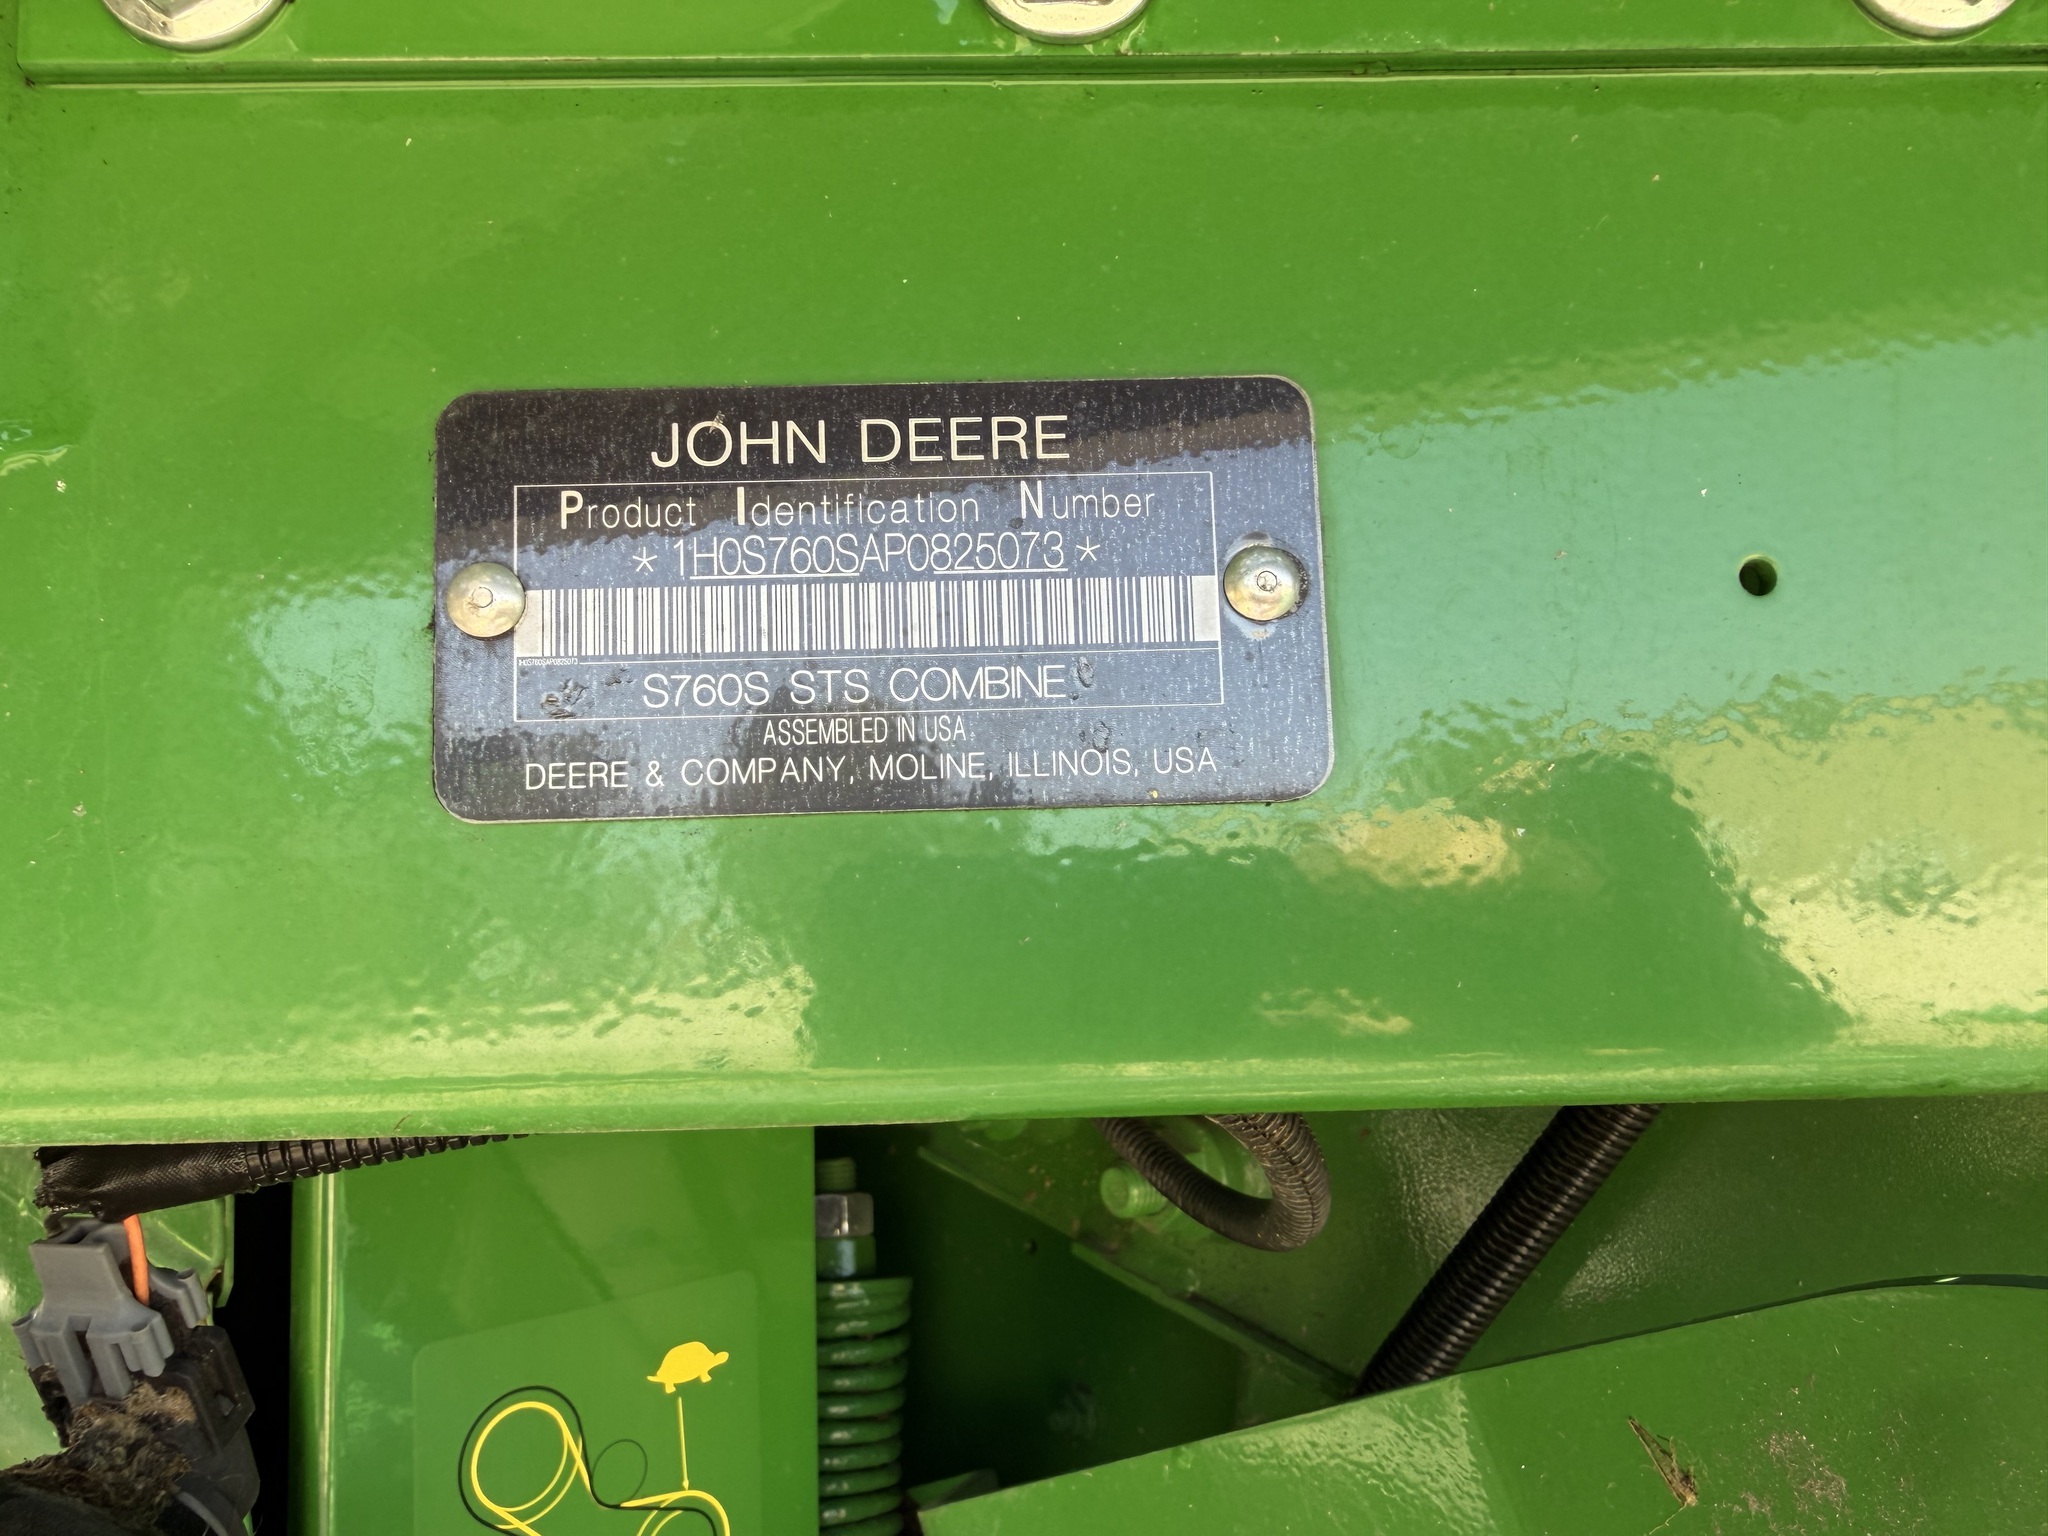 JOHN DEERE
Product Identification Number
*1H0S760SAP0825073*
1H0S760SAP0825073
S760S STS COMBINE
ASSEMBLED IN USA
DEERE & COMPANY, MOLINE, ILLINOIS, USA